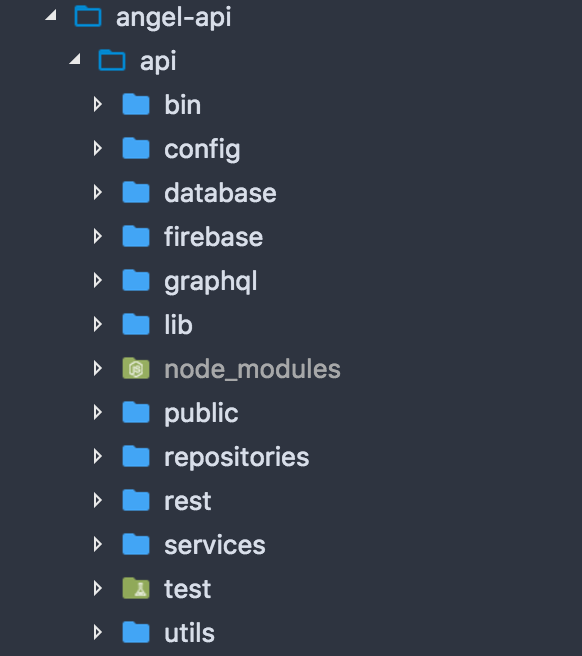 angel-api
api
bin
config
database
firebase
graphql
lib
node_modules
public
repositories
rest
services
test
utils